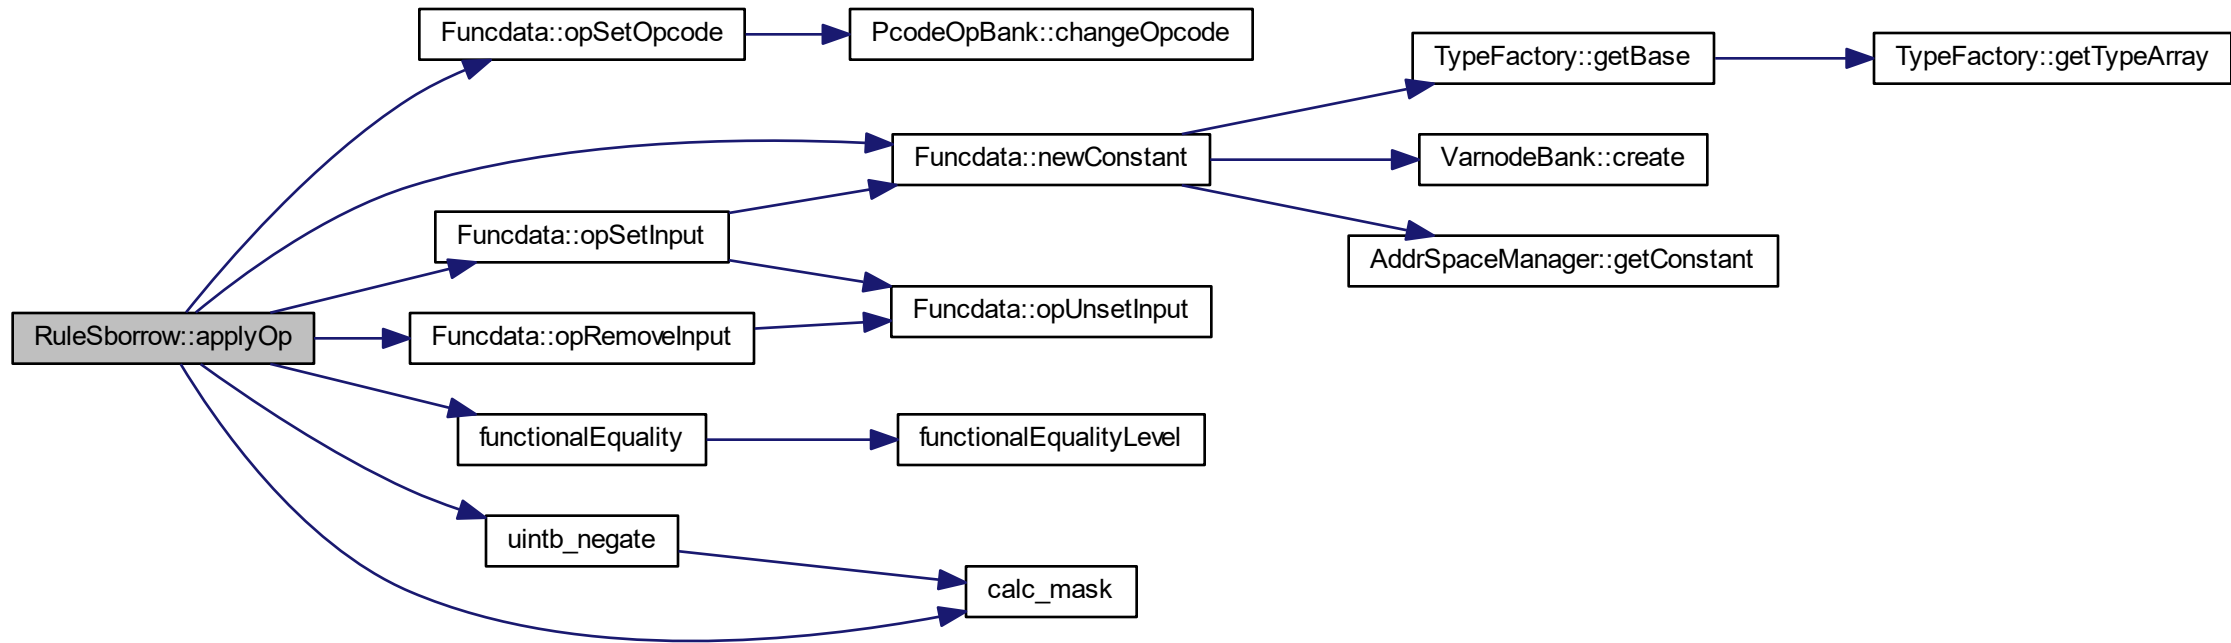 Funcdata::opSetOpcode
PcodeOpBank::changeOpcode
TypeFactory::getBase
TypeFactory::getTypeArray
Funcdata::newConstant
VarnodeBank::create
Funcdata::opSetInput
AddrSpaceManager::getConstant
Funcdata::opUnsetInput
RuleSborrow::applyOp
Funcdata::opRemoveInput
functionalEquality
functionalEqualityLevel
uintb_negate
calc_mask